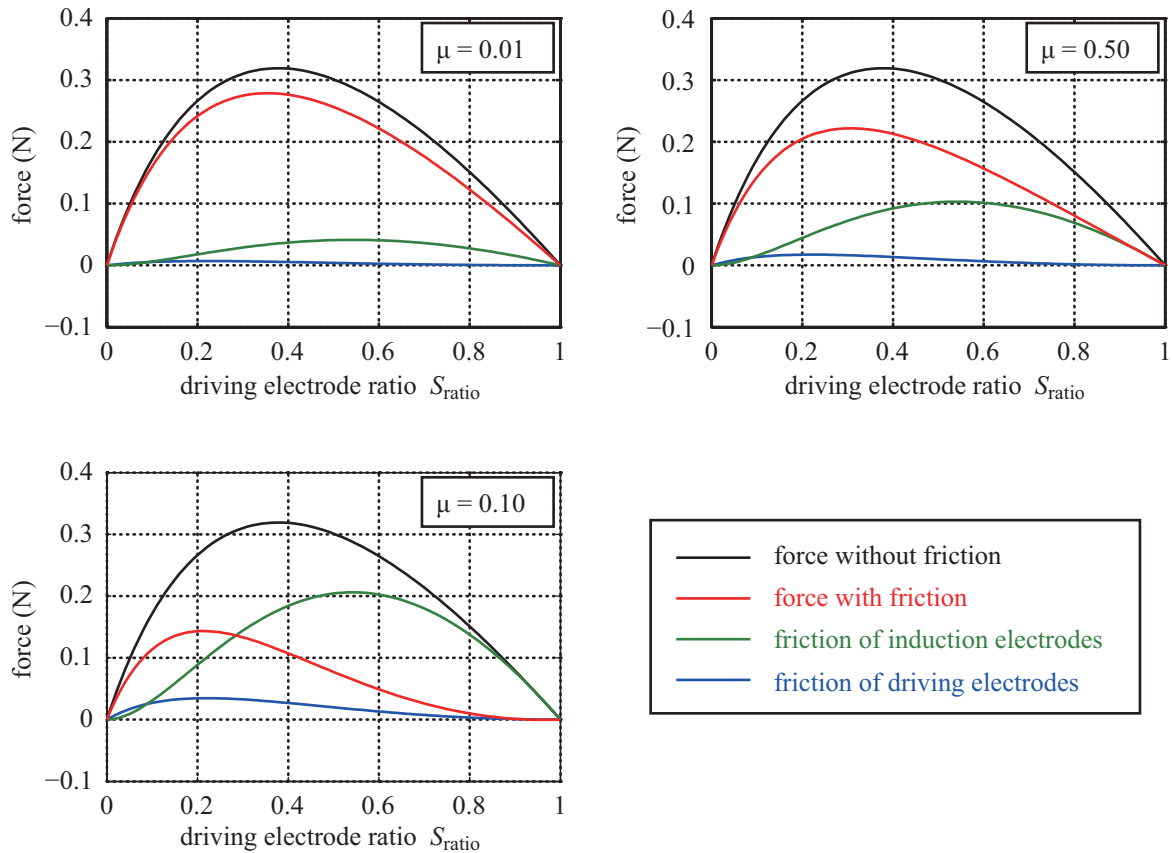 0.4
0.3
0.2
0.1
0
−0.1
force (N)
μ = 0.01
0 0.2 0.4 0.6 0.8 1
driving electrode ratio S_ratio
0.4
0.3
0.2
0.1
0
−0.1
force (N)
μ = 0.50
0 0.2 0.4 0.6 0.8 1
driving electrode ratio S_ratio
0.4
0.3
0.2
0.1
0
−0.1
force (N)
μ = 0.10
0 0.2 0.4 0.6 0.8 1
driving electrode ratio S_ratio
force without friction
force with friction
friction of induction electrodes
friction of driving electrodes